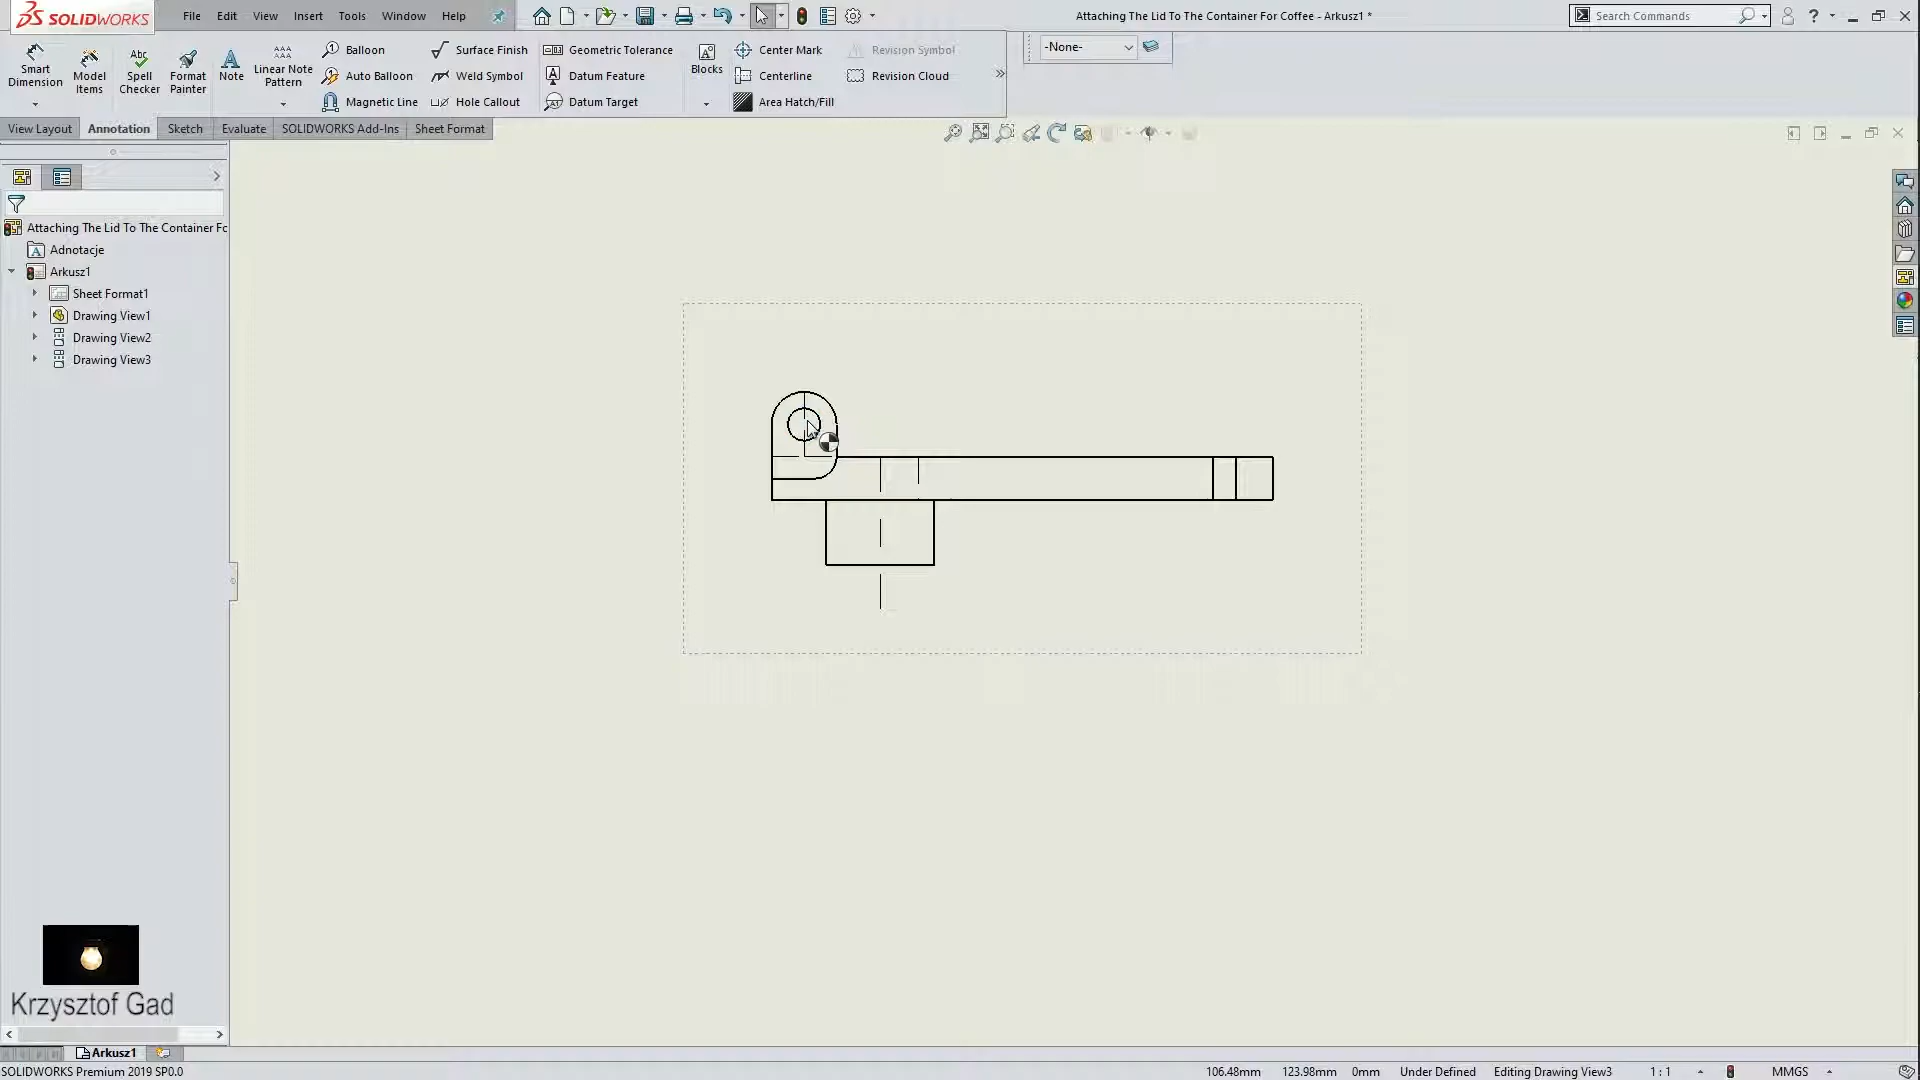 SOLIDWORKS
File Edit View Insert Tools Window Help
Attaching The Lid To The Container For Coffee - Arkusz1 *
Search Commands
Smart Dimension
Model Items
Spell Checker
Format Painter
Note
Linear Note Pattern
Balloon
Auto Balloon
Magnetic Line
Surface Finish
Weld Symbol
Hole Callout
Geometric Tolerance
Datum Feature
Datum Target
Blocks
Center Mark
Centerline
Area Hatch/Fill
Revision Symbol
Revision Cloud
-None-
View Layout Annotation Sketch Evaluate SOLIDWORKS Add-Ins Sheet Format
Attaching The Lid To The Container Fc
Adnotacje
Arkusz1
Sheet Format1
Drawing View1
Drawing View2
Drawing View3
Krzysztof Gad
Arkusz1
SOLIDWORKS Premium 2019 SP0.0
106.48mm 123.98mm 0mm Under Defined Editing Drawing View3 1 : 1 MMGS